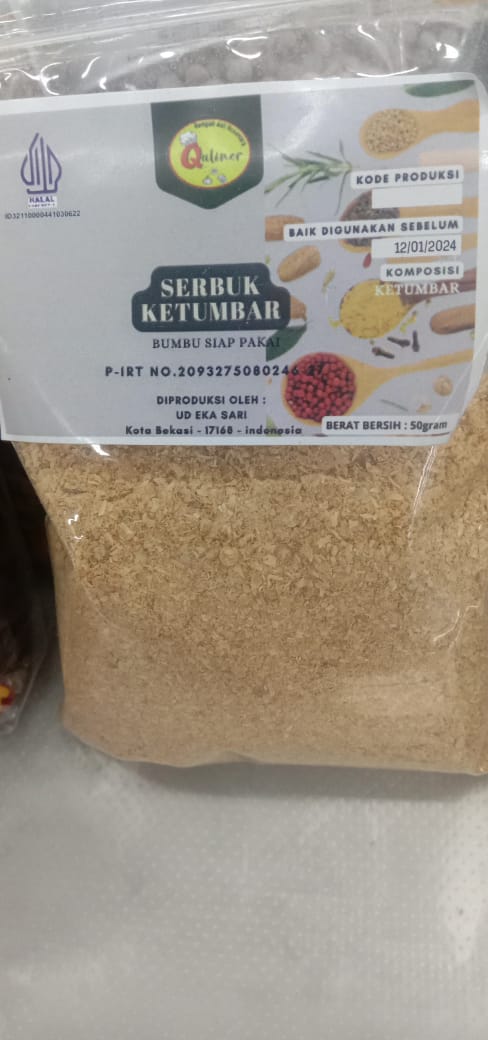 HALAL
ID32110000441030622
Qaliner
KODE PRODUKSI
BAIK DIGUNAKAN SEBELUM
12/01/2024
KOMPOSISI
KETUMBAR
SERBUK
KETUMBAR
BUMBU SIAP PAKAI
P-IRT NO.2093275080246-27
DIPRODUKSI OLEH :
UD EKA SARI
Kota Bekasi - 17168 - indonesia
BERAT BERSIH : 50gram